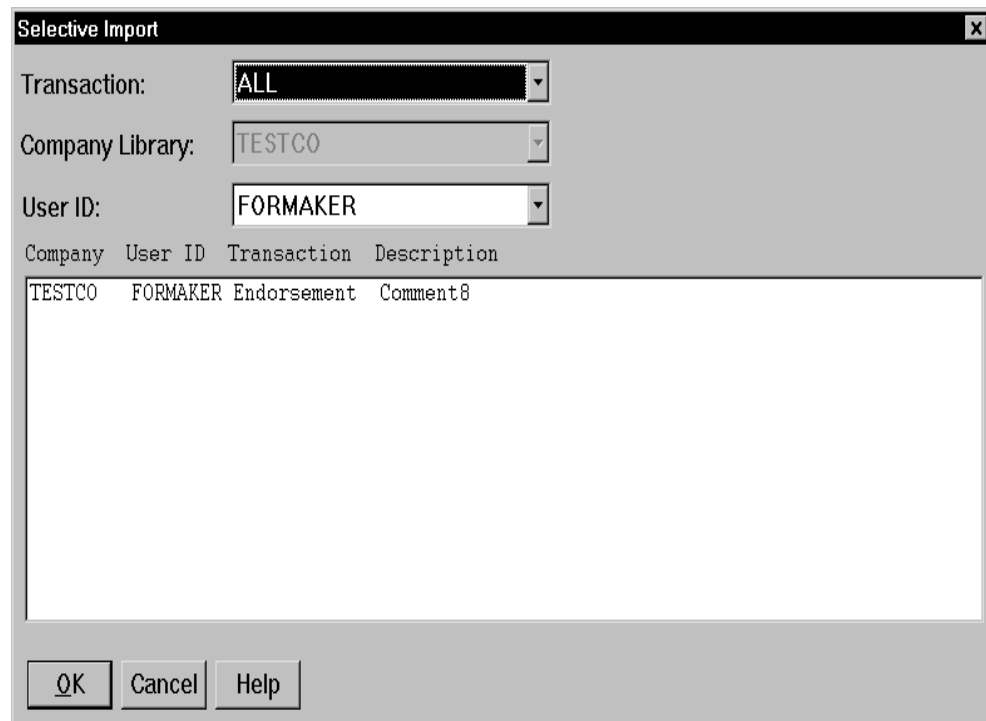 Selective Import
Transaction: ALL
Company Library: TESTCO
User ID: FORMAKER
Company User ID Transaction Description
TESTCO FORMAKER Endorsement Comment8
OK Cancel Help